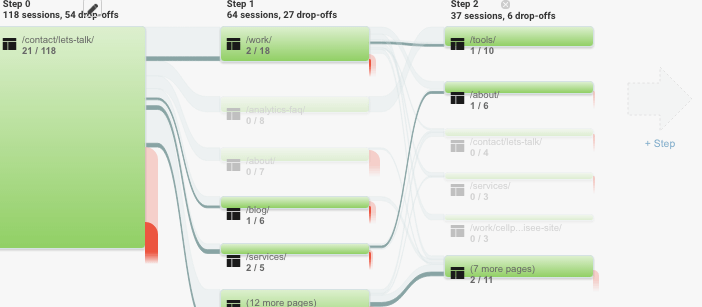 Step 0
118 sessions, 54 drop-offs
Step 1
64 sessions, 27 drop-offs
Step 2
37 sessions, 6 drop-offs
/contact/lets-talk/
21 / 118
/work/
2 / 18
/analytics-faq/
0 / 8
/about/
0 / 7
/blog/
1 / 6
/services/
2 / 5
(12 more pages)
/tools/
1 / 10
/about/
1 / 6
/contact/lets-talk/
0 / 4
/services/
0 / 3
/work/cellp...isee-site/
0 / 3
(7 more pages)
2 / 11
+ Step